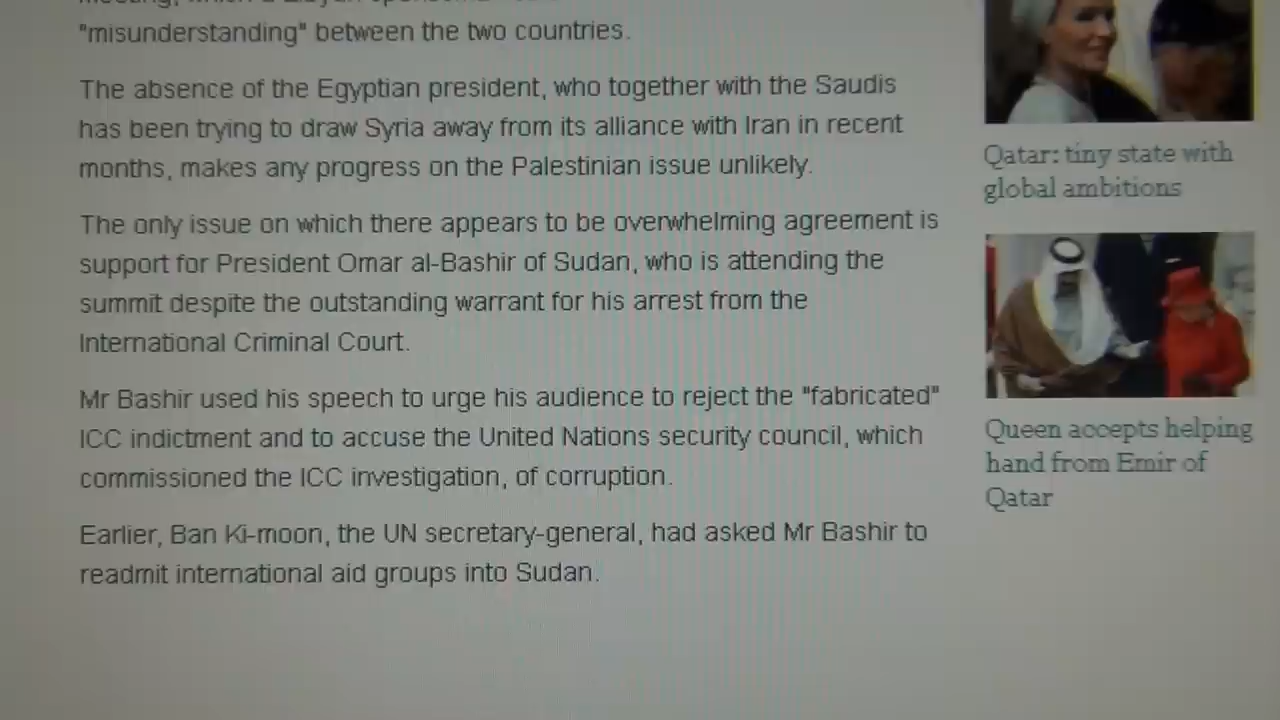 "misunderstanding" between the two countries.
The absence of the Egyptian president, who together with the Saudis
has been trying to draw Syria away from its alliance with Iran in recent
months, makes any progress on the Palestinian issue unlikely.
The only issue on which there appears to be overwhelming agreement is
support for President Omar al-Bashir of Sudan, who is attending the
summit despite the outstanding warrant for his arrest from the
International Criminal Court.
Mr Bashir used his speech to urge his audience to reject the "fabricated"
ICC indictment and to accuse the United Nations security council, which
commissioned the ICC investigation, of corruption.
Earlier, Ban Ki-moon, the UN secretary-general, had asked Mr Bashir to
readmit international aid groups into Sudan.
Qatar: tiny state with
global ambitions
Queen accepts helping
hand from Emir of
Qatar